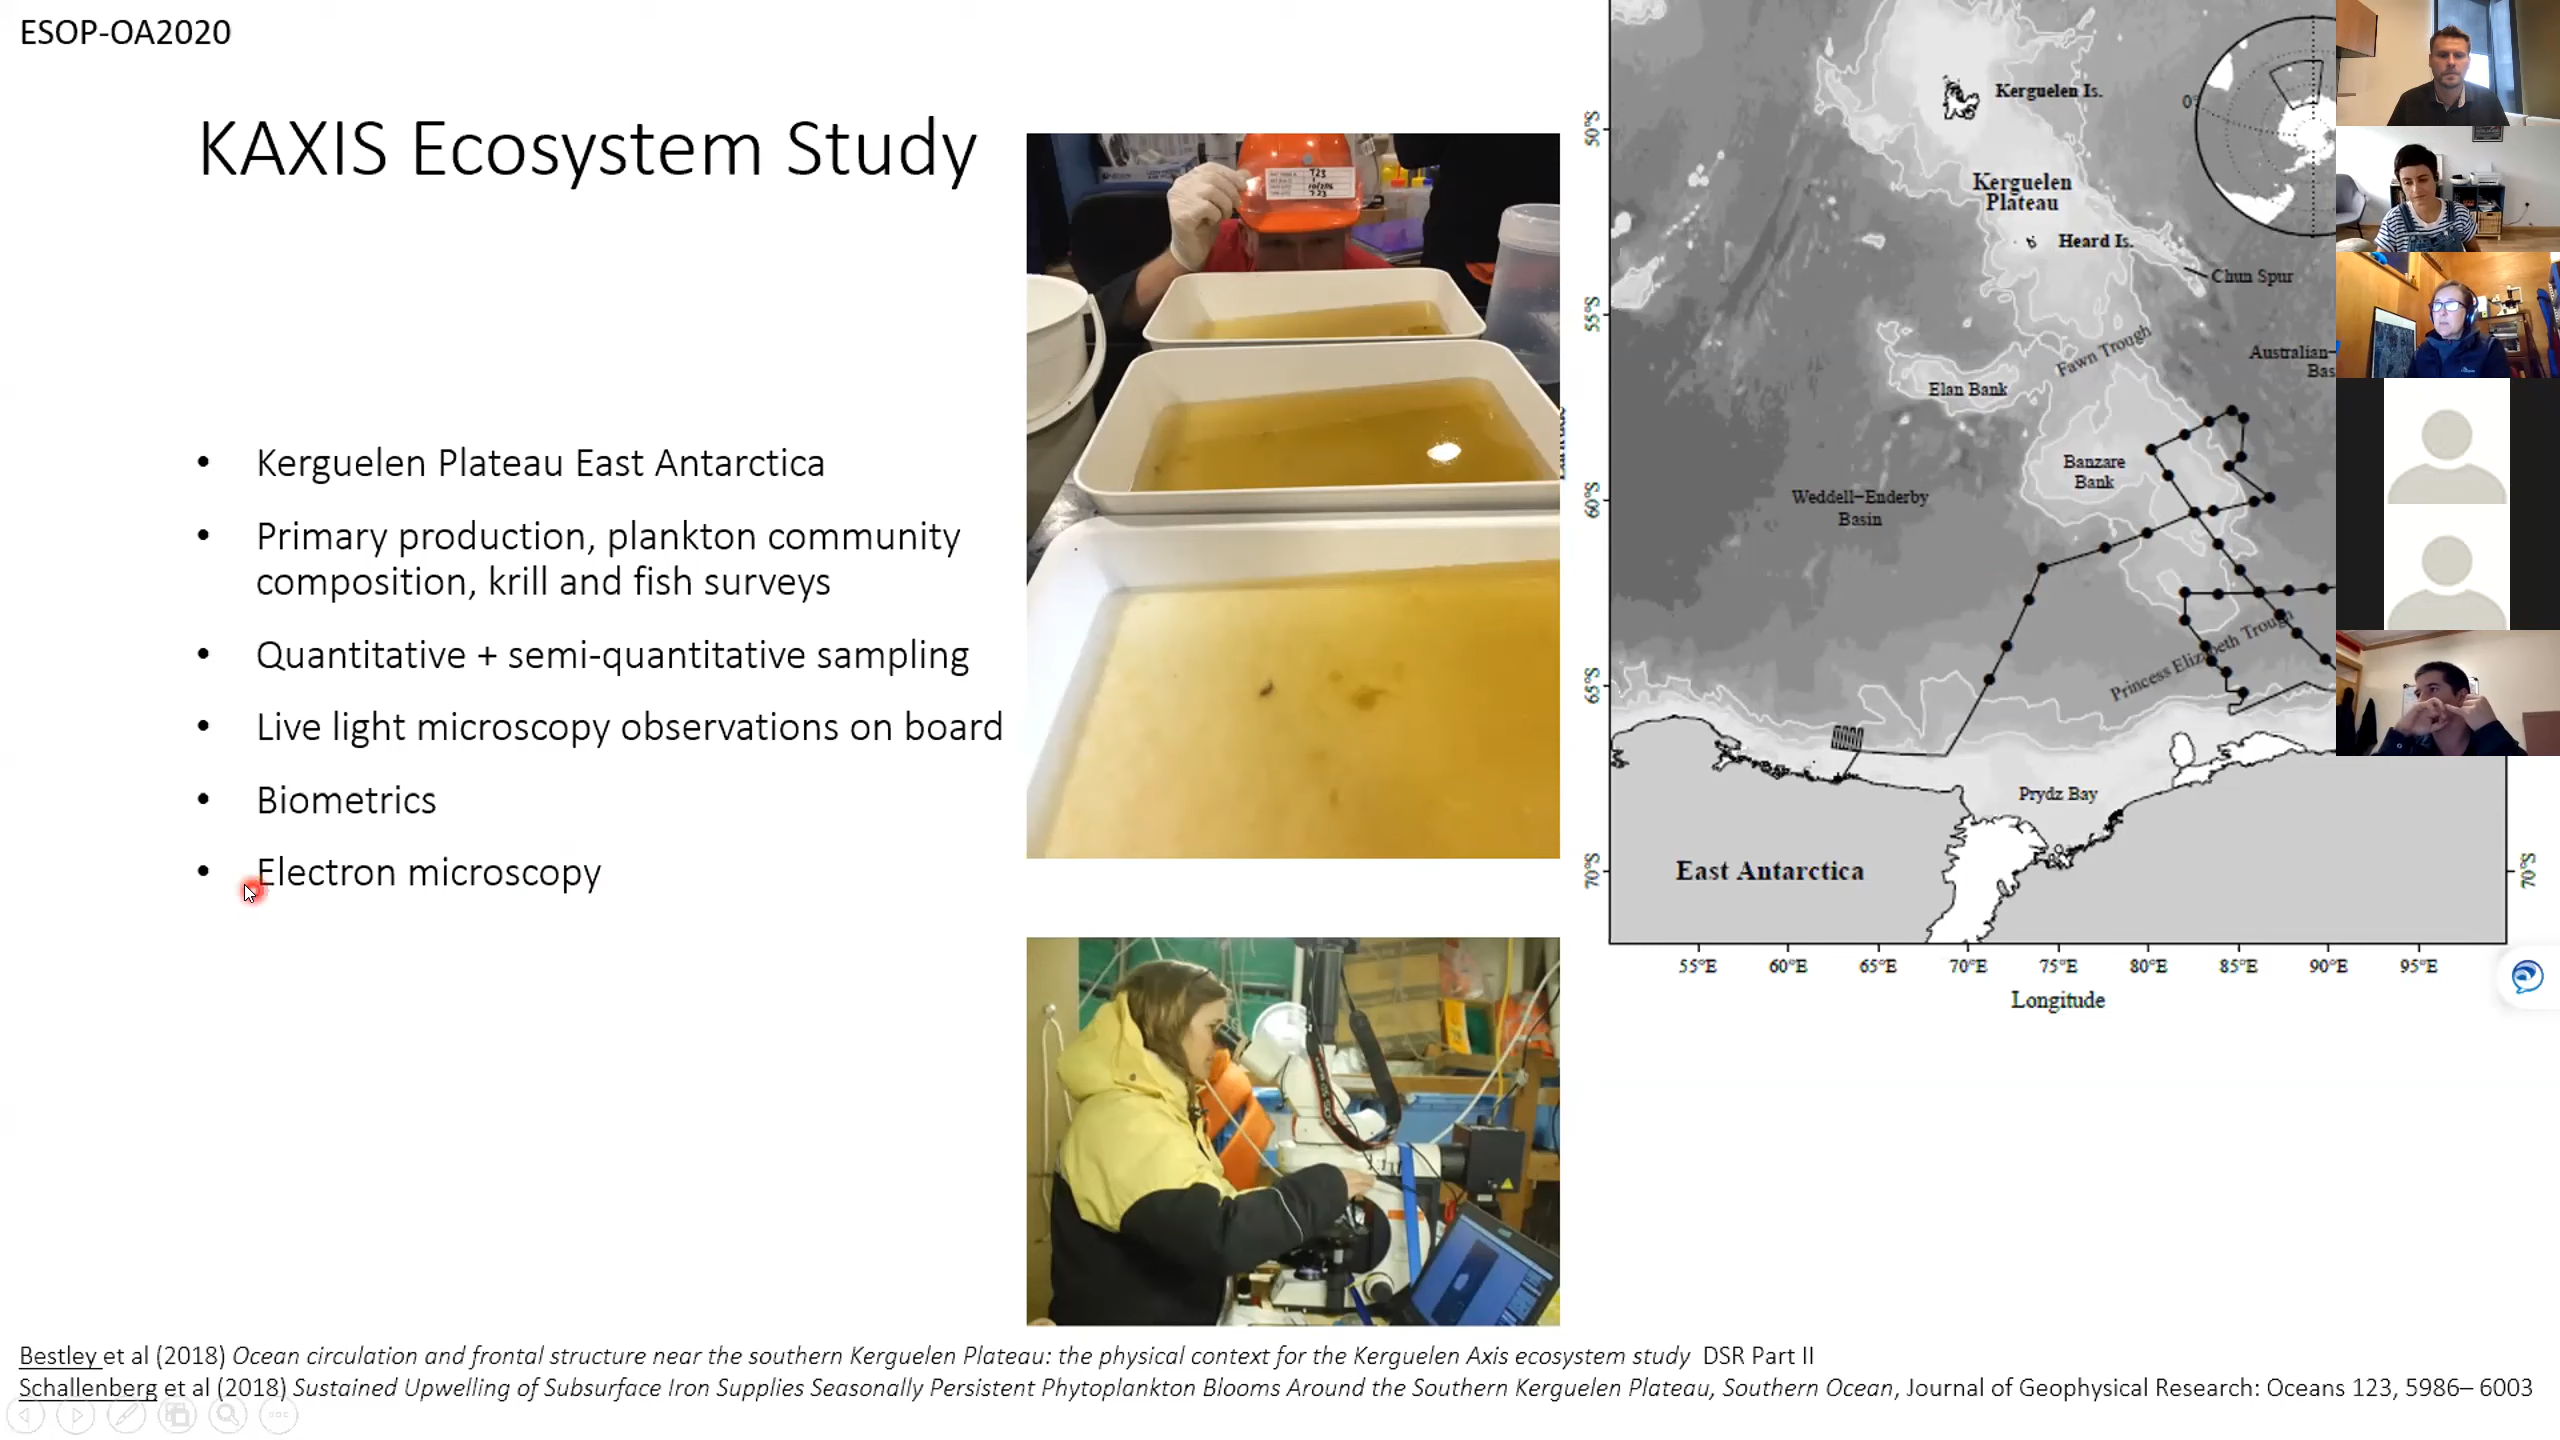 ESOP-OA2020
KAXIS Ecosystem Study
• Kerguelen Plateau East Antarctica
• Primary production, plankton community
composition, krill and fish surveys
• Quantitative + semi-quantitative sampling
• Live light microscopy observations on board
• Biometrics
• Electron microscopy
T23
T23
Kerguelen Is.
Kerguelen
Plateau
Heard Is.
Chun Spur
Fawn Trough
Australian-
Bas
Elan Bank
Banzare
Bank
Weddell-Enderby
Basin
Princess Elizabeth Trough
Prydz Bay
East Antarctica
0°
50°S
55°S
60°S
65°S
70°S
70°S
55°E 60°E 65°E 70°E 75°E 80°E 85°E 90°E 95°E
Longitude
Bestley et al (2018) Ocean circulation and frontal structure near the southern Kerguelen Plateau: the physical context for the Kerguelen Axis ecosystem study DSR Part II
Schallenberg et al (2018) Sustained Upwelling of Subsurface Iron Supplies Seasonally Persistent Phytoplankton Blooms Around the Southern Kerguelen Plateau, Southern Ocean, Journal of Geophysical Research: Oceans 123, 5986– 6003